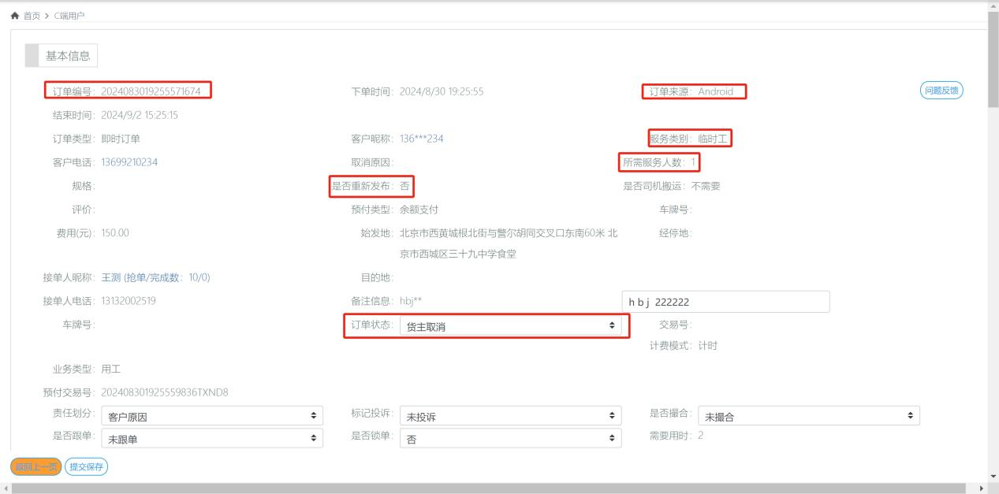 首页 > C端用户
基本信息
订单编号: 2024083019255571674 下单时间: 2024/8/30 19:25:55 订单来源: Android 问题反馈
结束时间: 2024/9/2 15:25:15
订单类型: 即时订单 客户昵称: 136***234 服务类别: 临时工
客户电话: 13699210234 取消原因: 所需服务人数: 1
规格: 是否重新发布: 否 是否司机搬运: 不需要
评价: 预付类型: 余额支付 车牌号:
费用(元): 150.00 始发地: 北京市西黄城根北街与警尔胡同交叉口东南60米 北 经停地:
京市西城区三十九中学食堂
接单人昵称: 王测 (抢单/完成数: 10/0) 目的地:
接单人电话: 13132002519 备注信息: hbj** h b j 222222
车牌号: 订单状态: 货主取消 交易号:
计费模式: 计时
业务类型: 用工
预付交易号: 202408301925559836TXND8
责任划分: 客户原因 标记投诉: 未投诉 是否撮合: 未撮合
是否跟单: 未跟单 是否锁单: 否 需要用时: 2
返回上一页 提交保存